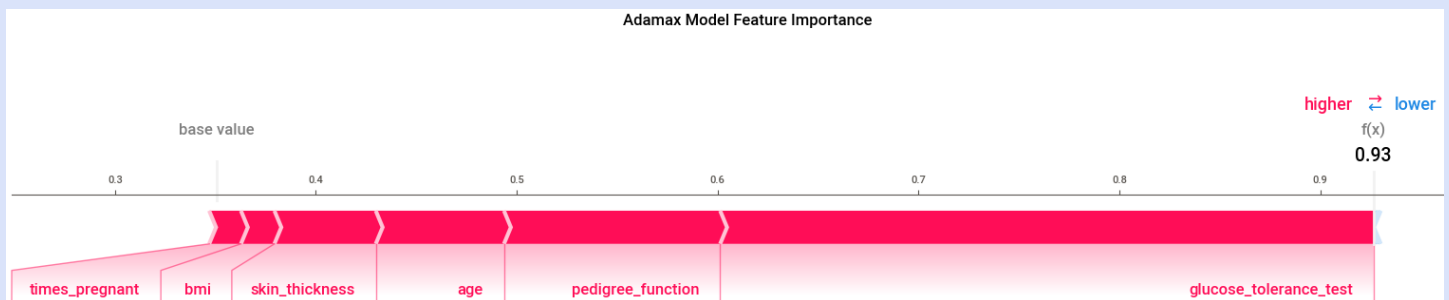 Adamax Model Feature Importance
higher ⇄ lower
base value
f(x)
0.93
0.3 0.4 0.5 0.6 0.7 0.8 0.9
times_pregnant bmi skin_thickness age pedigree_function glucose_tolerance_test